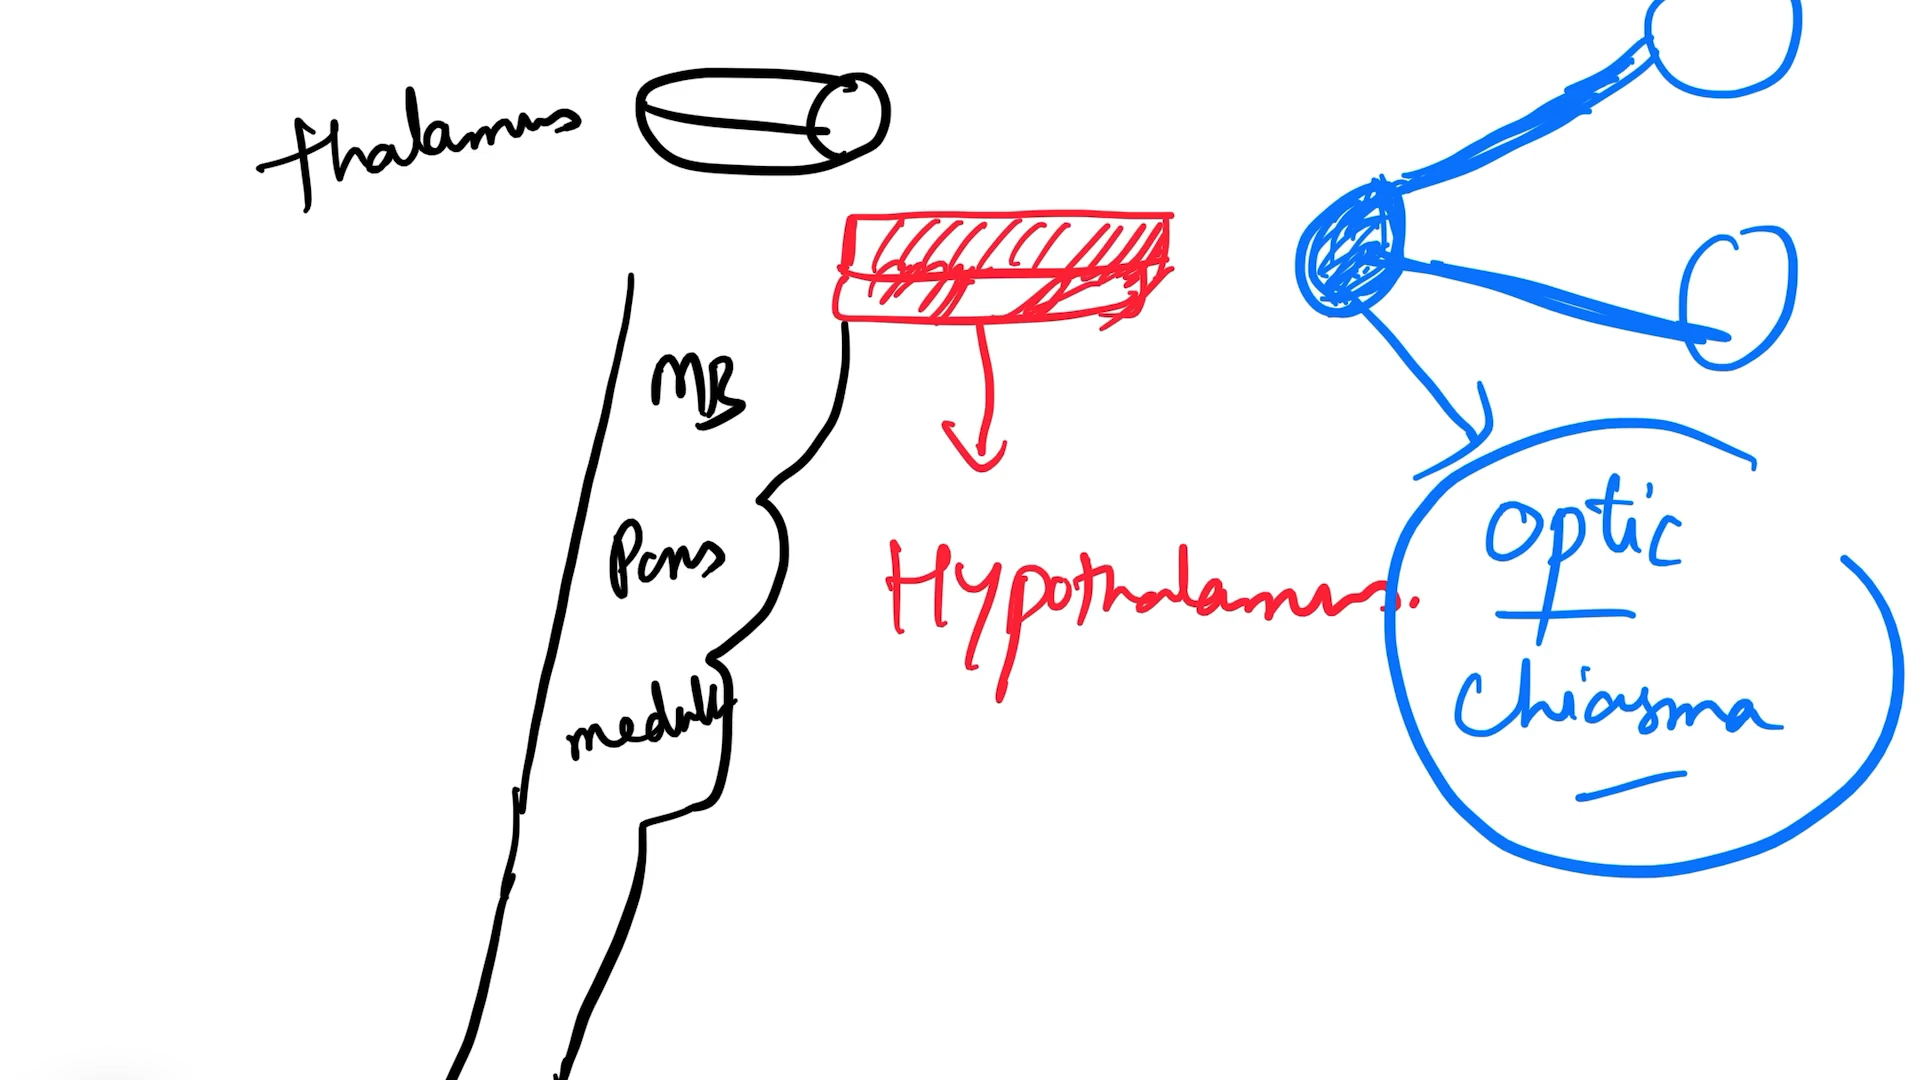 thalamus
MB
Pons
medulla
Hypothalamus.
optic
chiasma